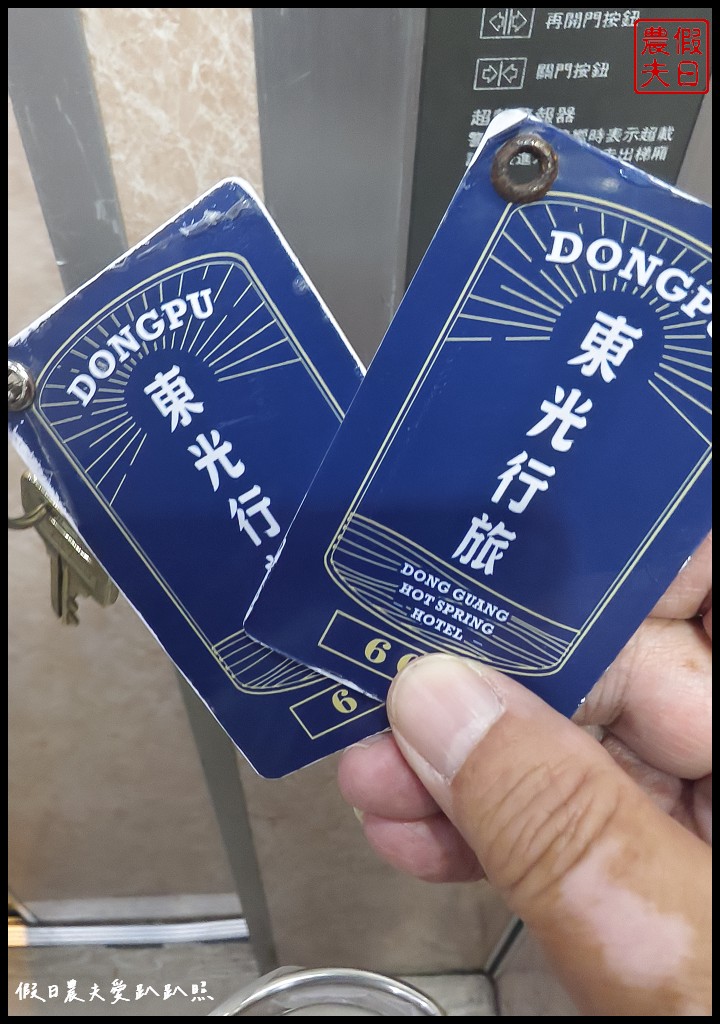 再開門按鈕
關門按鈕
假日
農夫
DONGPU
東光行
6
DONGPU
東光行旅
DONG GUANG
HOT SPRING
HOTEL
6
假日農夫愛趴趴照